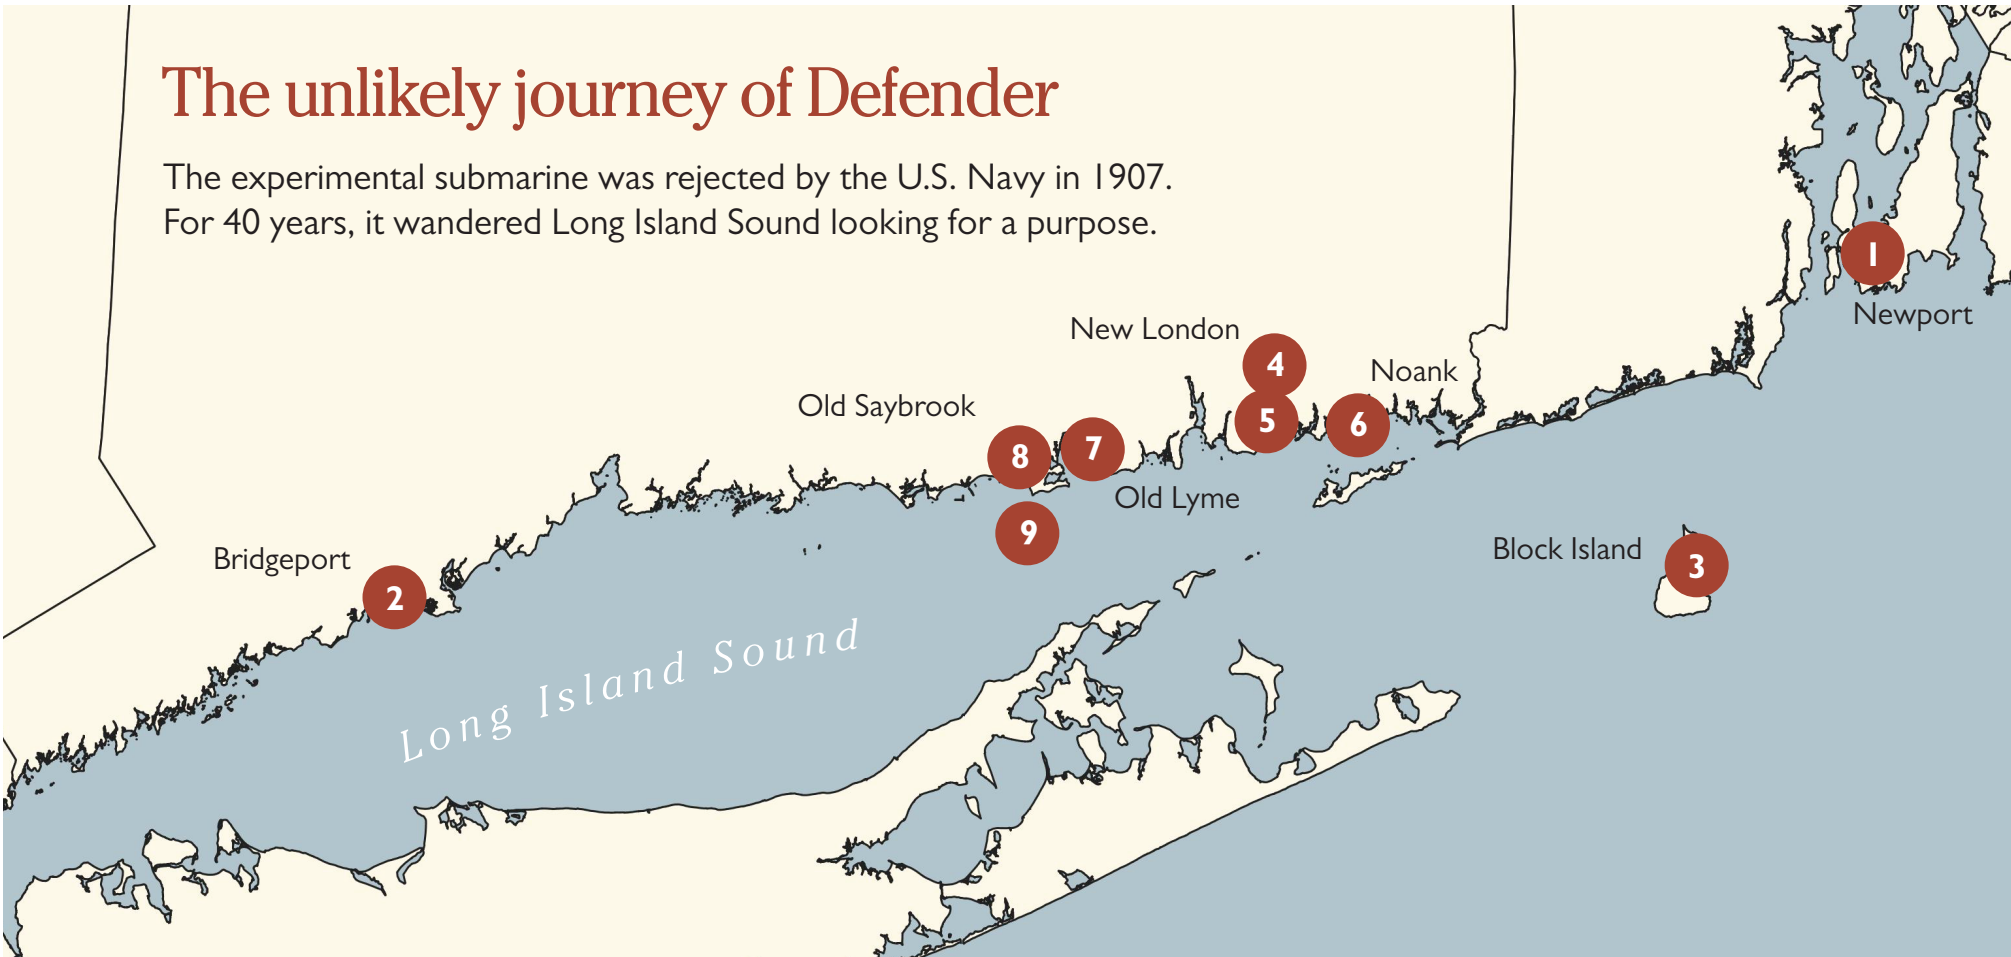 The unlikely journey of Defender
The experimental submarine was rejected by the U.S. Navy in 1907.
For 40 years, it wandered Long Island Sound looking for a purpose.
1
Newport
New London
4
Noank
5
6
Old Saybrook
8
7
Old Lyme
9
Block Island
3
Bridgeport
2
Long Island Sound